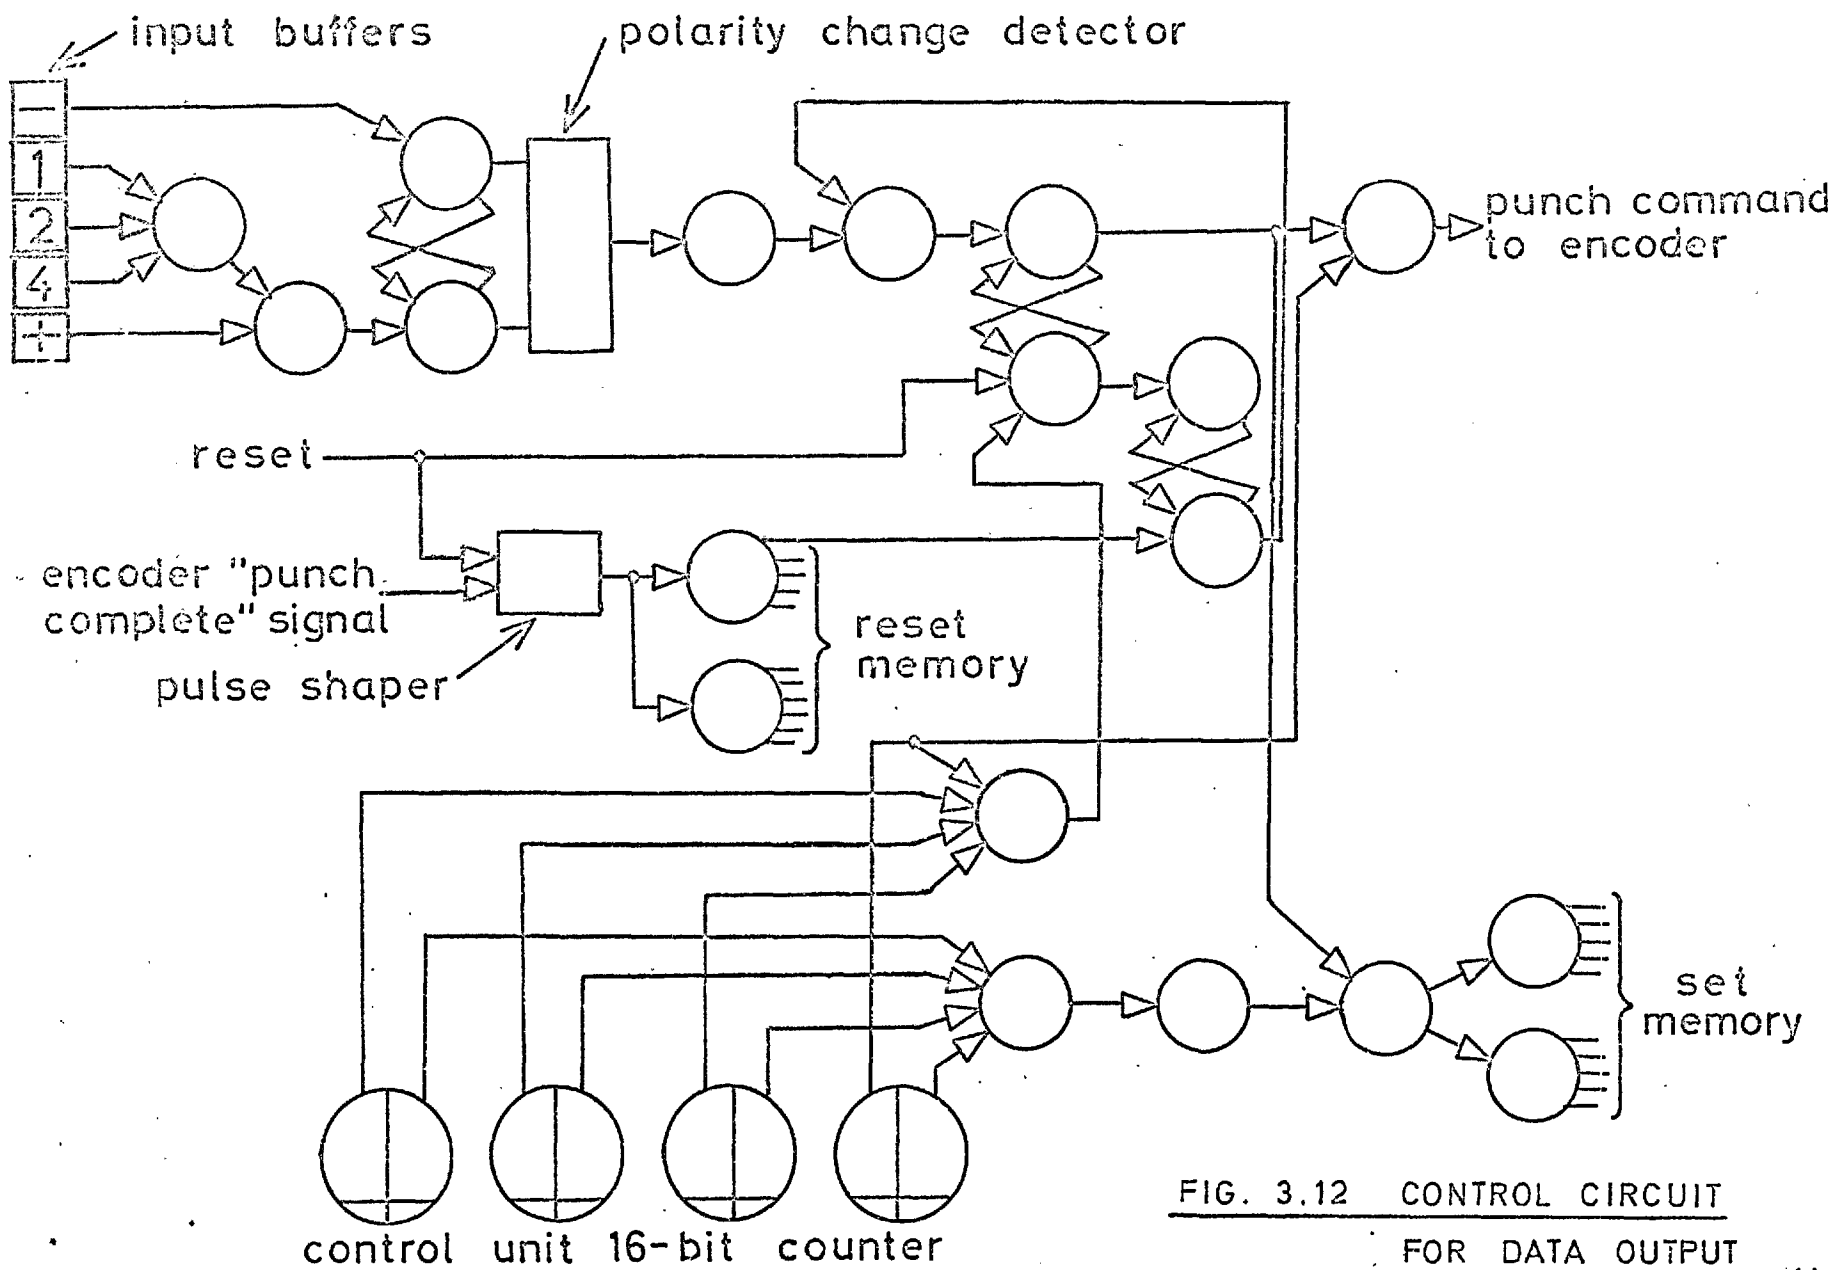 input buffers
polarity change detector
−
1
2
4
+
punch command
to encoder
reset
encoder "punch
complete" signal
pulse shaper
reset
memory
set
memory
control unit 16-bit counter
FIG. 3.12 CONTROL CIRCUIT
FOR DATA OUTPUT